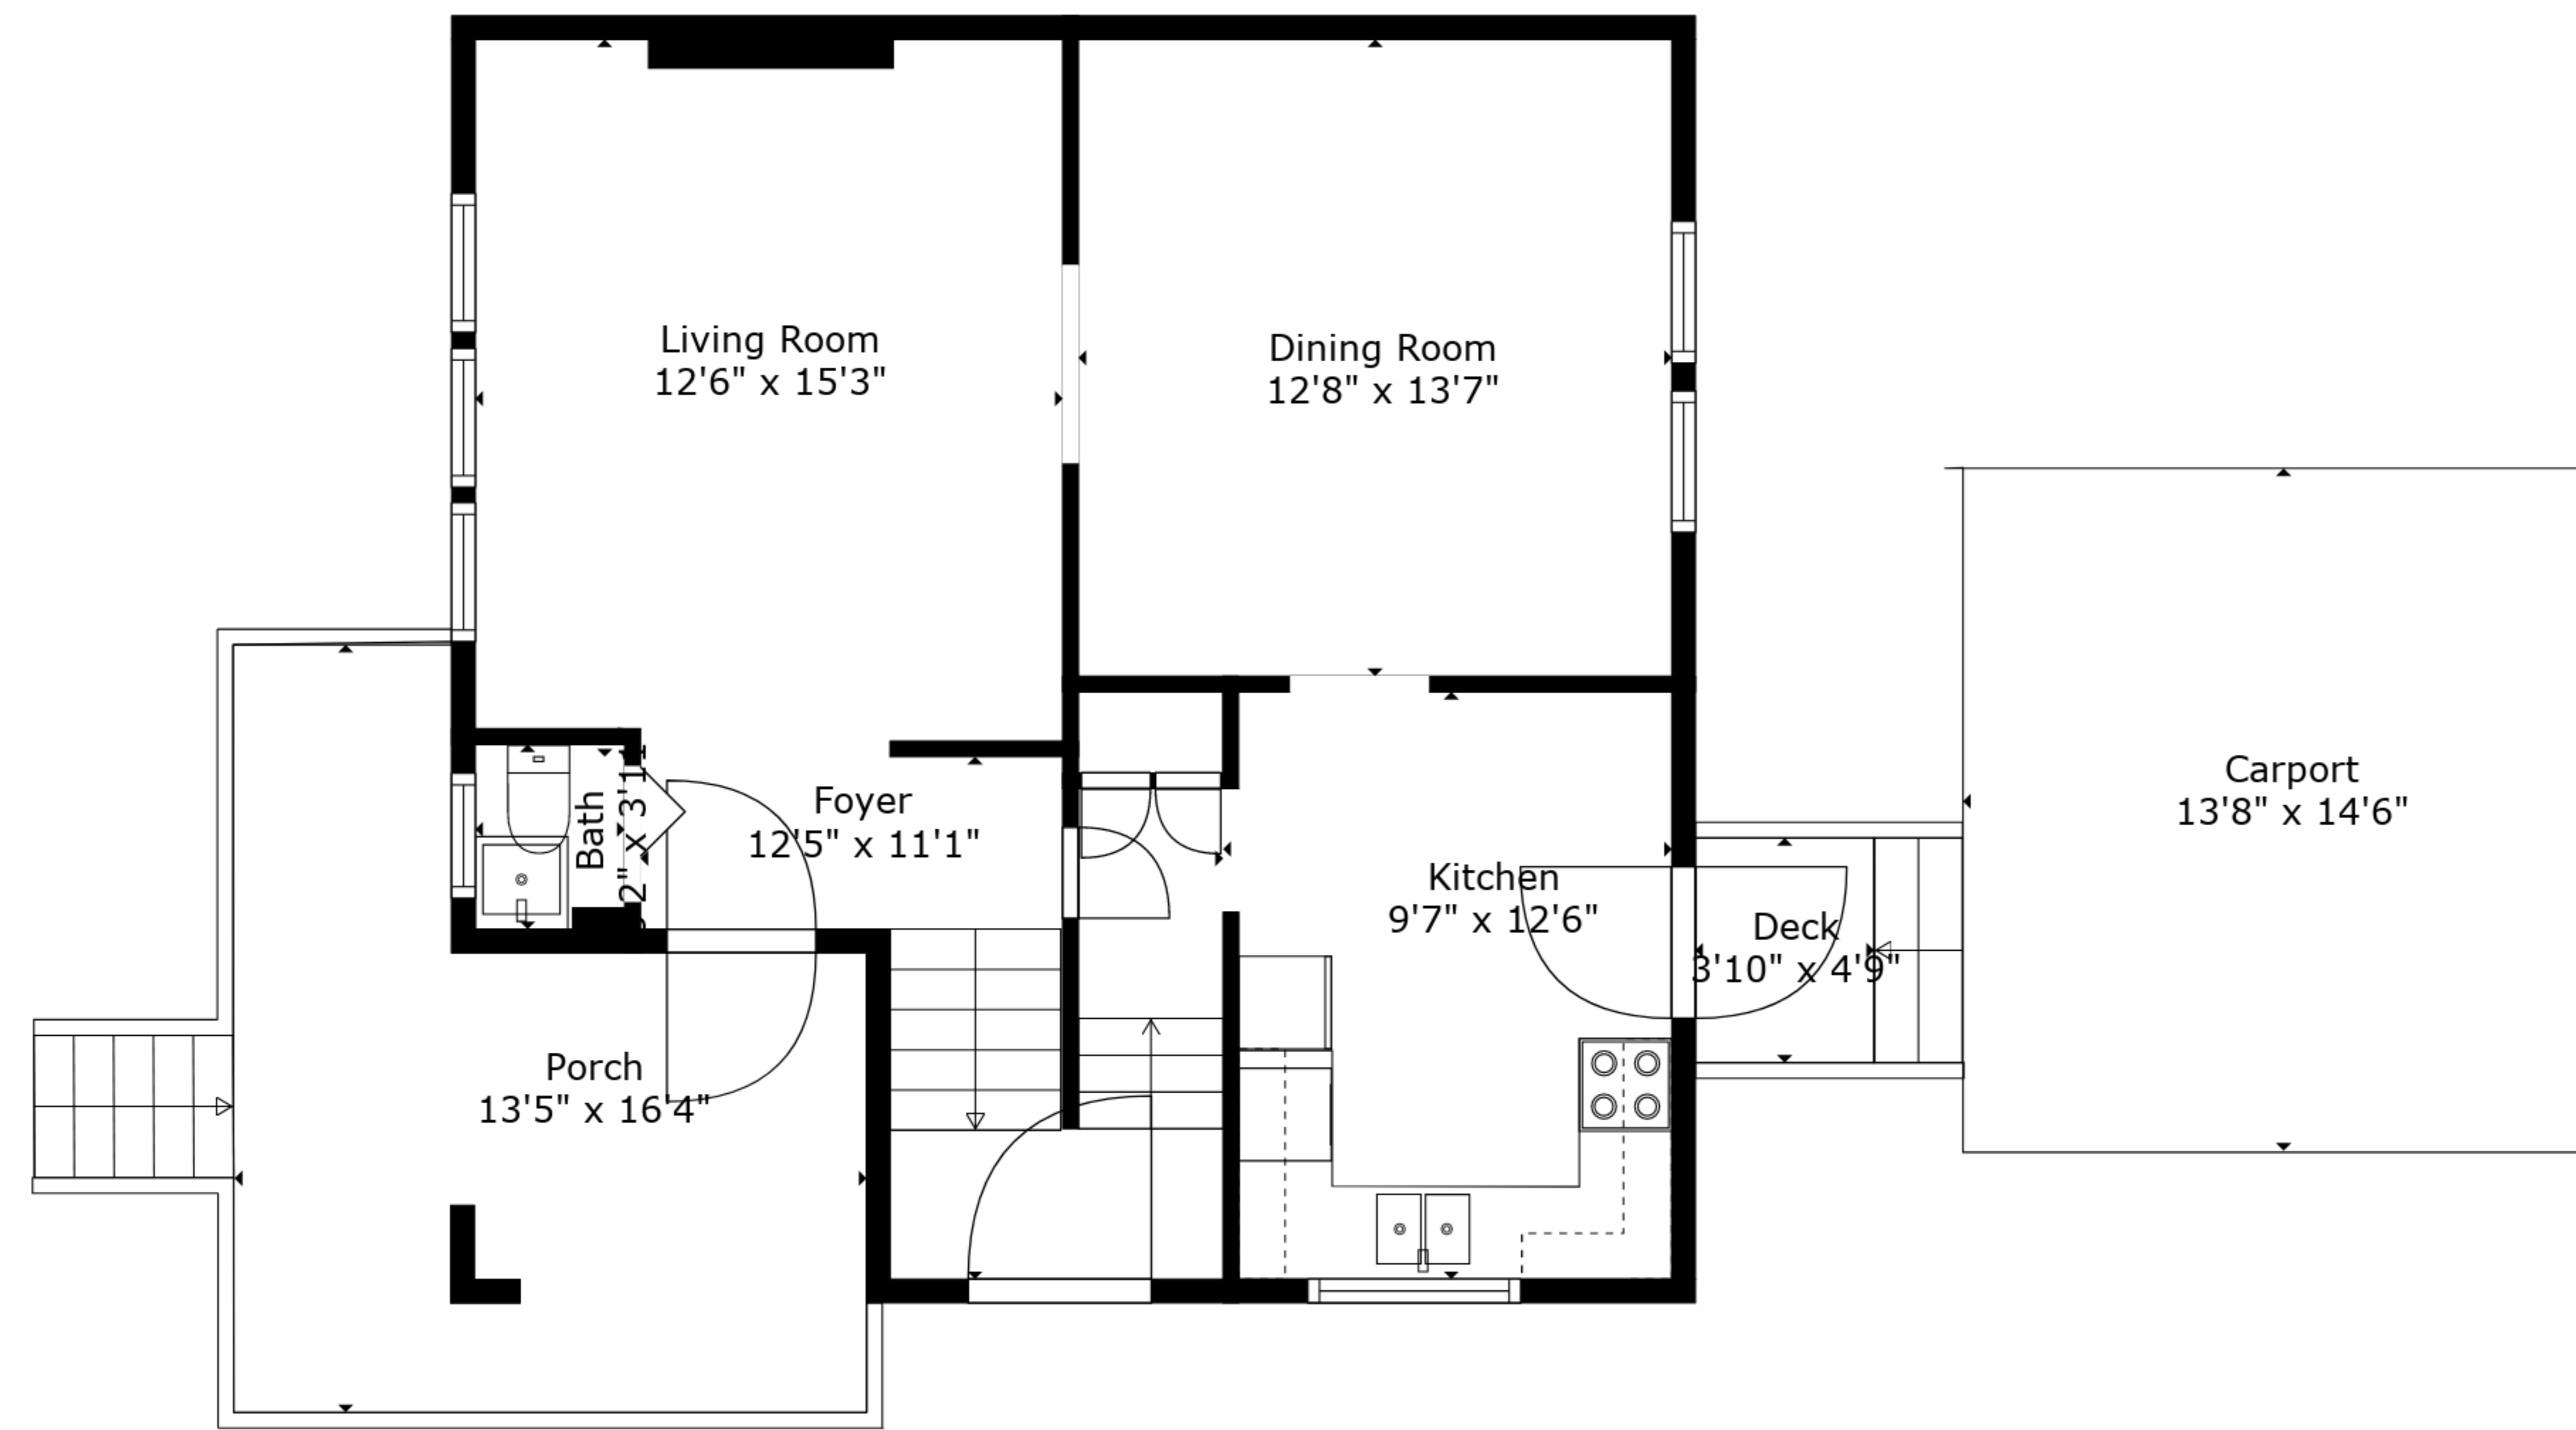 Living Room
12'6" x 15'3"
Dining Room
12'8" x 13'7"
Carport
13'8" x 14'6"
Foyer
12'5" x 11'1"
Bath
x 3'11
Kitchen
9'7" x 12'6"
Deck
3'10" x 4'9"
Porch
13'5" x 16'4"